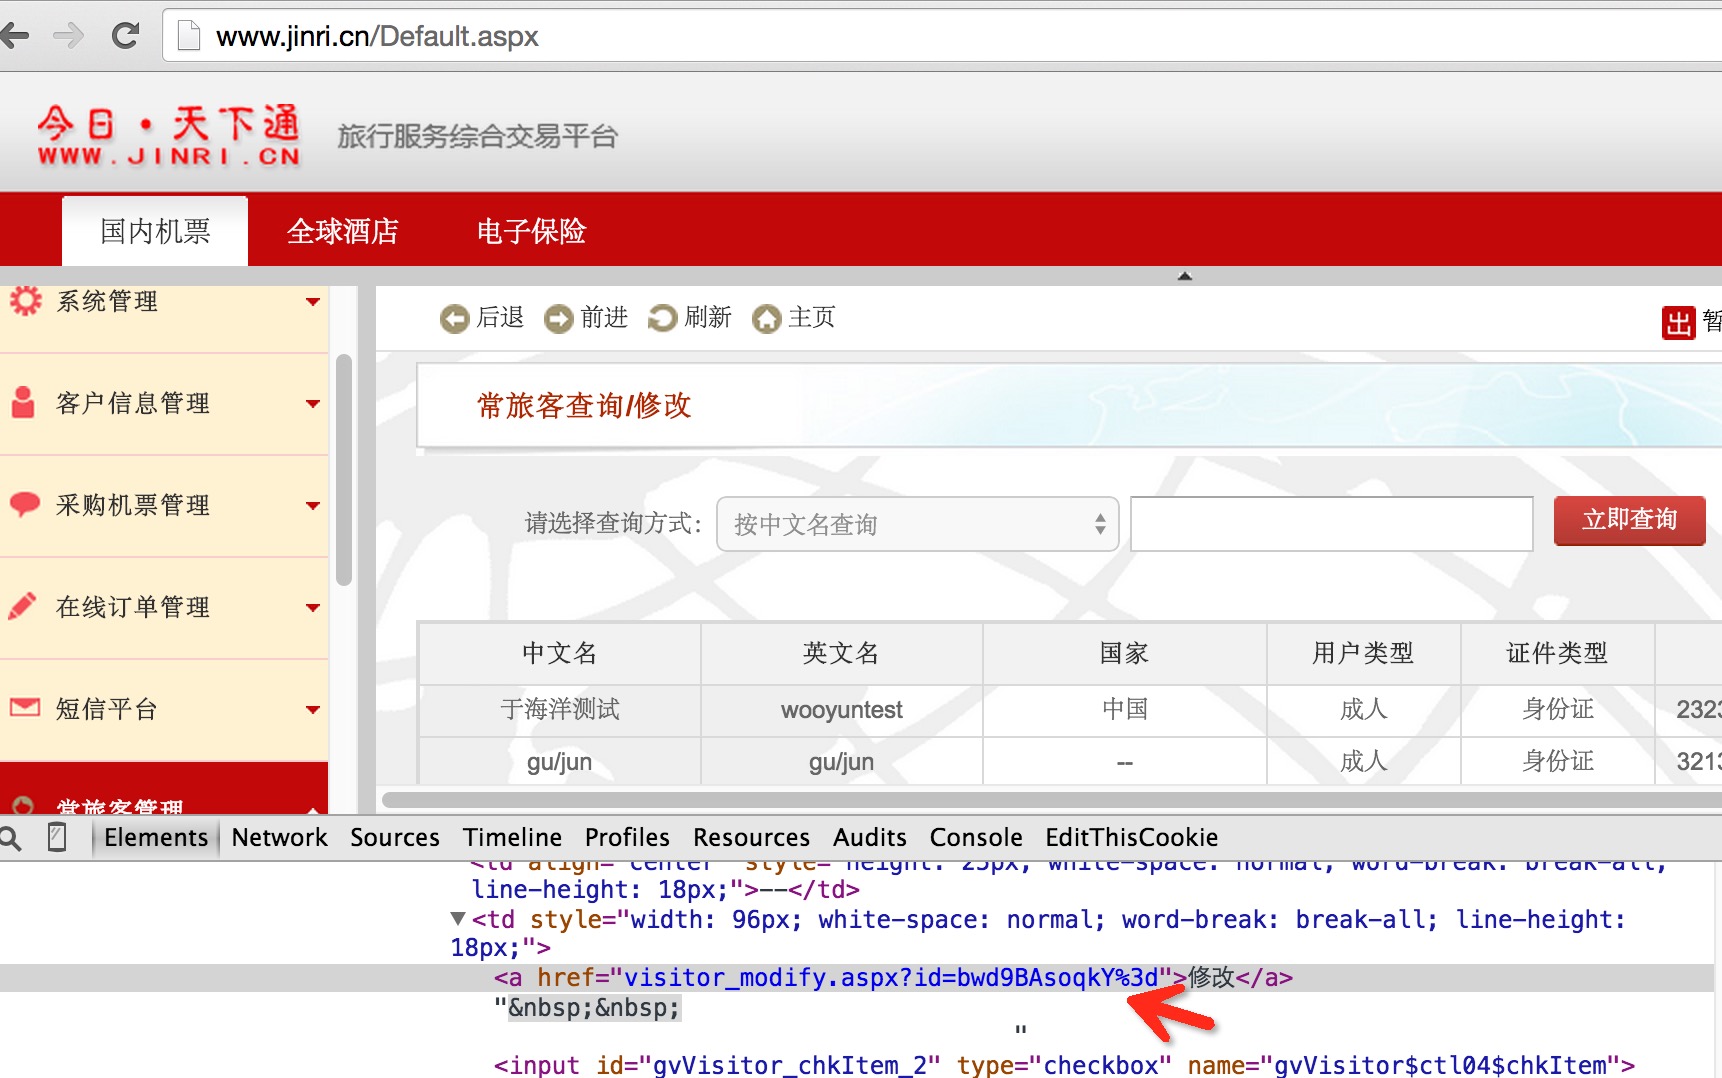 www.jinri.cn/Default.aspx
今日·天下通
WWW.JINRI.CN
旅行服务综合交易平台
国内机票 全球酒店 电子保险
系统管理
客户信息管理
采购机票管理
在线订单管理
短信平台
常旅客管理
后退 前进 刷新 主页
出 暂
常旅客查询/修改
请选择查询方式: 按中文名查询 立即查询
中文名 英文名 国家 用户类型 证件类型
于海洋测试 wooyuntest 中国 成人 身份证 2323
gu/jun gu/jun -- 成人 身份证 3213
Elements Network Sources Timeline Profiles Resources Audits Console EditThisCookie
<td align="center" style="height: 25px; white-space: normal; word-break: break-all;
line-height: 18px;">--</td>
▼<td style="width: 96px; white-space: normal; word-break: break-all; line-height:
18px;">
<a href="visitor_modify.aspx?id=bwd9BAsoqkY%3d">修改</a>
"&nbsp;&nbsp;
"
<input id="gvVisitor_chkItem_2" type="checkbox" name="gvVisitor$ctl04$chkItem">